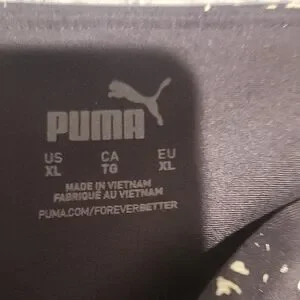 PUMA
US CA EU
XL TG XL
MADE IN VIETNAM
FABRIQUÉ AU VIETNAM
PUMA.COM/FOREVERBETTER